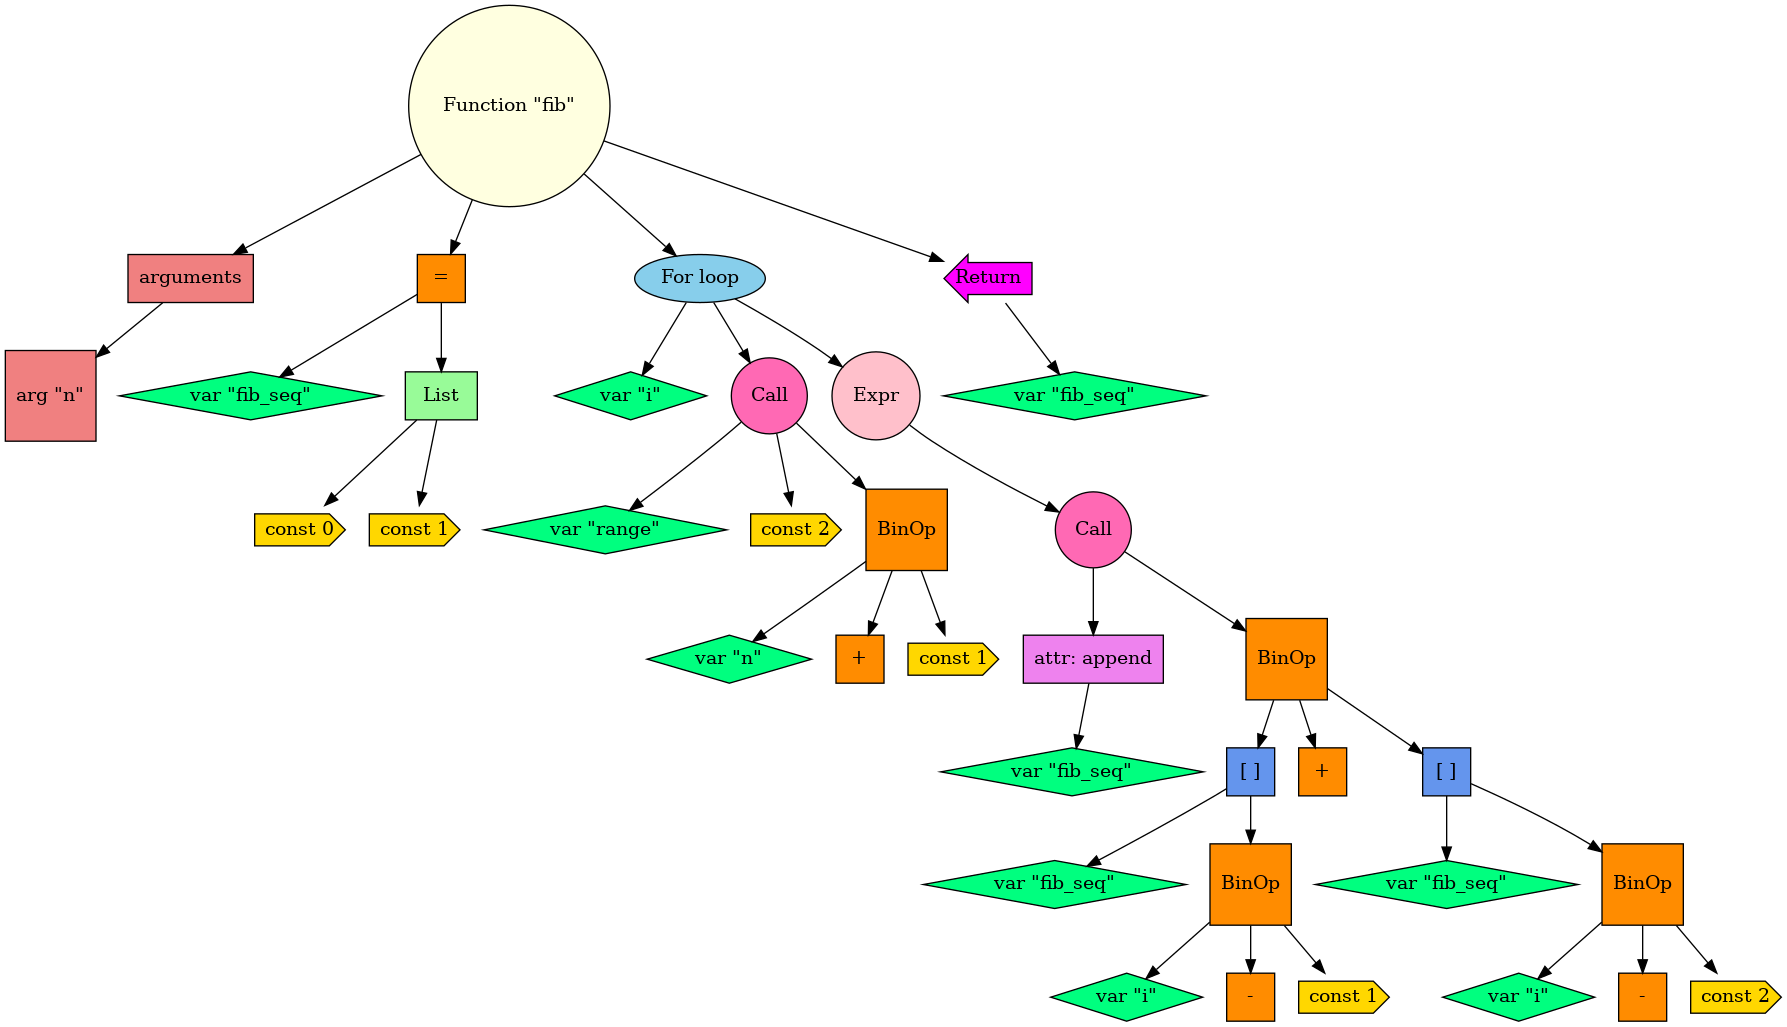 Function "fib"
arguments
=
For loop
Return
arg "n"
var "fib_seq"
List
var "i"
Call
Expr
var "fib_seq"
const 0
const 1
var "range"
const 2
BinOp
Call
var "n"
+
const 1
attr: append
BinOp
var "fib_seq"
[ ]
+
[ ]
var "fib_seq"
BinOp
var "fib_seq"
BinOp
var "i"
-
const 1
var "i"
-
const 2